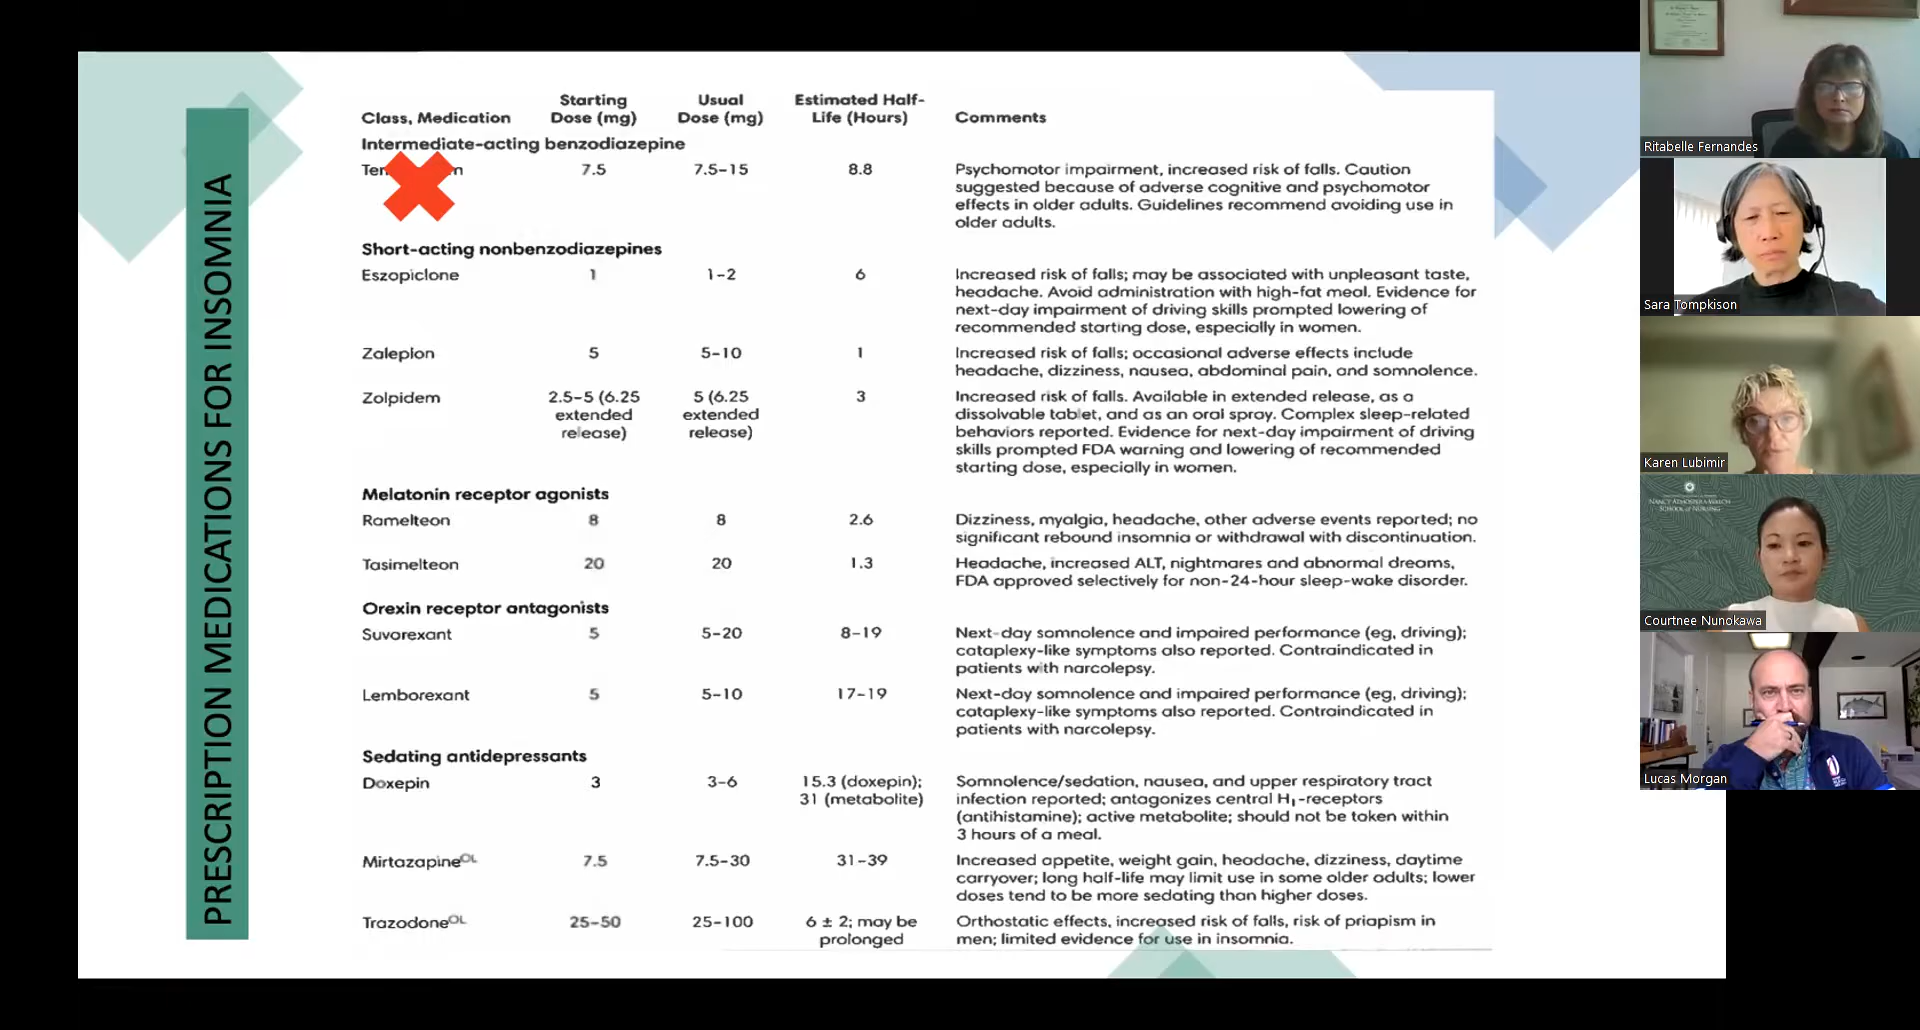 PRESCRIPTION MEDICATIONS FOR INSOMNIA
Class, Medication
Starting Dose (mg)
Usual Dose (mg)
Estimated Half-Life (Hours)
Comments
Intermediate-acting benzodiazepine
7.5
7.5–15
8.8
Psychomotor impairment, increased risk of falls. Caution
suggested because of adverse cognitive and psychomotor
effects in older adults. Guidelines recommend avoiding use in
older adults.
Short-acting nonbenzodiazepines
Eszopiclone
1
1–2
6
Increased risk of falls; may be associated with unpleasant taste,
headache. Avoid administration with high-fat meal. Evidence for
next-day impairment of driving skills prompted lowering of
recommended starting dose, especially in women.
Zaleplon
5
5–10
1
Increased risk of falls; occasional adverse effects include
headache, dizziness, nausea, abdominal pain, and somnolence.
Zolpidem
2.5–5 (6.25
extended
release)
5 (6.25
extended
release)
3
Increased risk of falls. Available in extended release, as a
dissolvable tablet, and as an oral spray. Complex sleep-related
behaviors reported. Evidence for next-day impairment of driving
skills prompted FDA warning and lowering of recommended
starting dose, especially in women.
Melatonin receptor agonists
Ramelteon
8
8
2.6
Dizziness, myalgia, headache, other adverse events reported; no
significant rebound insomnia or withdrawal with discontinuation.
Tasimelteon
20
20
1.3
Headache, increased ALT, nightmares and abnormal dreams,
FDA approved selectively for non-24-hour sleep-wake disorder.
Orexin receptor antagonists
Suvorexant
5
5–20
8–19
Next-day somnolence and impaired performance (eg, driving);
cataplexy-like symptoms also reported. Contraindicated in
patients with narcolepsy.
Lemborexant
5
5–10
17–19
Next-day somnolence and impaired performance (eg, driving);
cataplexy-like symptoms also reported. Contraindicated in
patients with narcolepsy.
Sedating antidepressants
Doxepin
3
3–6
15.3 (doxepin);
31 (metabolite)
Somnolence/sedation, nausea, and upper respiratory tract
infection reported; antagonizes central H₁-receptors
(antihistamine); active metabolite; should not be taken within
3 hours of a meal.
Mirtazapine^OL
7.5
7.5–30
31–39
Increased appetite, weight gain, headache, dizziness, daytime
carryover; long half-life may limit use in some older adults; lower
doses tend to be more sedating than higher doses.
Trazodone^OL
25–50
25–100
6 ± 2; may be
prolonged
Orthostatic effects, increased risk of falls, risk of priapism in
men; limited evidence for use in insomnia.
Ritabelle Fernandes
Sara Tompkison
Karen Lubimir
NANCY ATMOSPERA-WALCH
SCHOOL of NURSING
Courtnee Nunokawa
Lucas Morgan